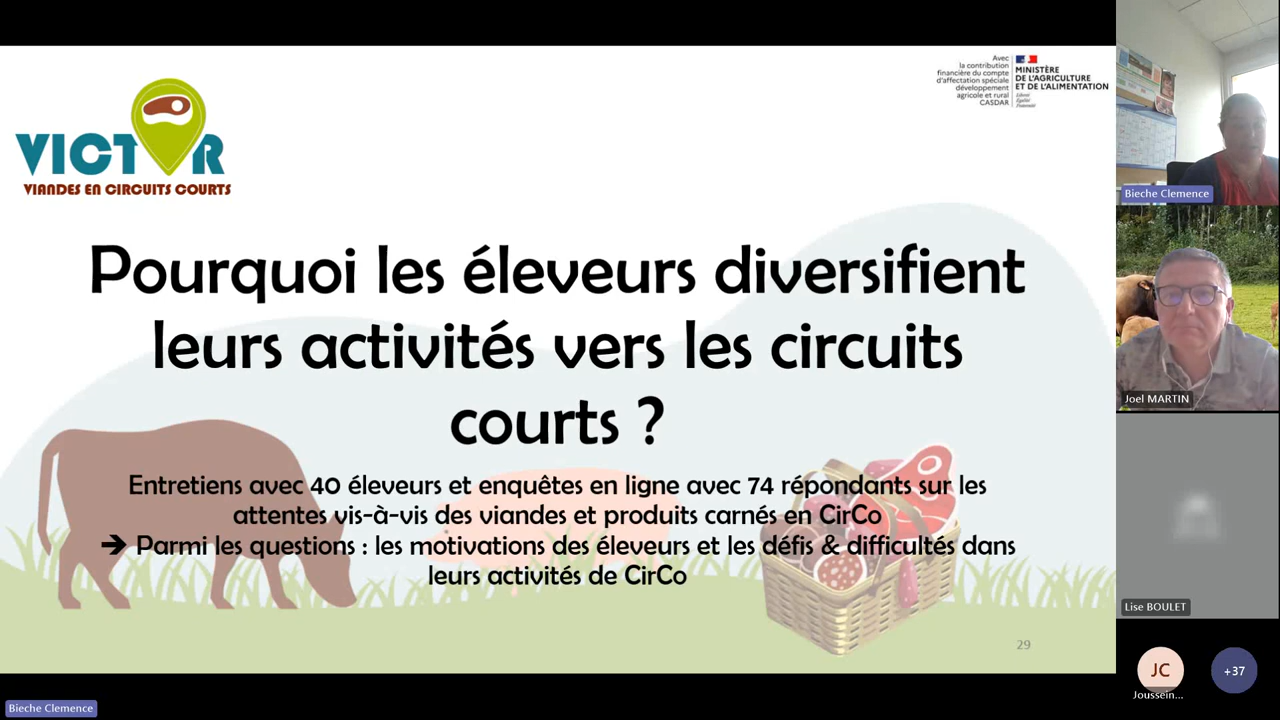 Avec
la contribution
financière du compte
d'affectation spéciale
développement
agricole et rural
CASDAR
MINISTÈRE
DE L'AGRICULTURE
ET DE L'ALIMENTATION
Liberté
Égalité
Fraternité
VICTOR
VIANDES EN CIRCUITS COURTS
Pourquoi les éleveurs diversifient
leurs activités vers les circuits
courts ?
Entretiens avec 40 éleveurs et enquêtes en ligne avec 74 répondants sur les
attentes vis-à-vis des viandes et produits carnés en CirCo
➔ Parmi les questions : les motivations des éleveurs et les défis & difficultés dans
leurs activités de CirCo
29
Bieche Clemence
Bieche Clemence
Joel MARTIN
Lise BOULET
JC
Joussein...
+37